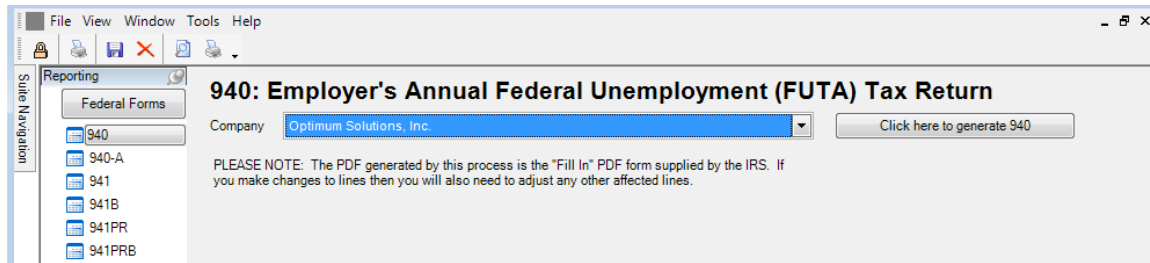 File View Window Tools Help
Suite Navigation
Reporting
Federal Forms
940
940-A
941
941B
941PR
941PRB
940: Employer's Annual Federal Unemployment (FUTA) Tax Return
Company Optimum Solutions, Inc. Click here to generate 940
PLEASE NOTE: The PDF generated by this process is the "Fill In" PDF form supplied by the IRS. If
you make changes to lines then you will also need to adjust any other affected lines.